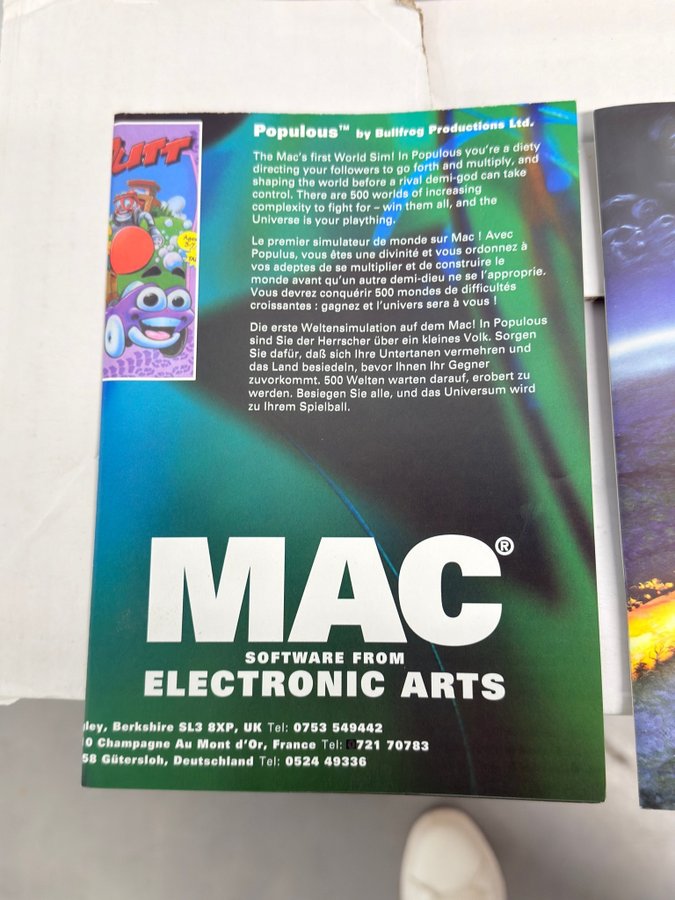 Populous™ by Bullfrog Productions Ltd.
The Mac's first World Sim! In Populous you're a diety
directing your followers to go forth and multiply, and
shaping the world before a rival demi-god can take
control. There are 500 worlds of increasing
complexity to fight for – win them all, and the
Universe is your plaything.
Le premier simulateur de monde sur Mac ! Avec
Populus, vous êtes une divinité et vous ordonnez à
vos adeptes de se multiplier et de construire le
monde avant qu'un autre demi-dieu ne se l'approprie.
Vous devrez conquérir 500 mondes de difficultés
croissantes : gagnez et l'univers sera à vous !
Die erste Weltensimulation auf dem Mac! In Populous
sind Sie der Herrscher über ein kleines Volk. Sorgen
Sie dafür, daß sich Ihre Untertanen vermehren und
das Land besiedeln, bevor Ihnen Ihr Gegner
zuvorkommt. 500 Welten warten darauf, erobert zu
werden. Besiegen Sie alle, und das Universum wird
zu Ihrem Spielball.
Ages
3-7
MAC®
SOFTWARE FROM
ELECTRONIC ARTS
ley, Berkshire SL3 8XP, UK Tel: 0753 549442
0 Champagne Au Mont d'Or, France Tel: 0721 70783
58 Gütersloh, Deutschland Tel: 0524 49336